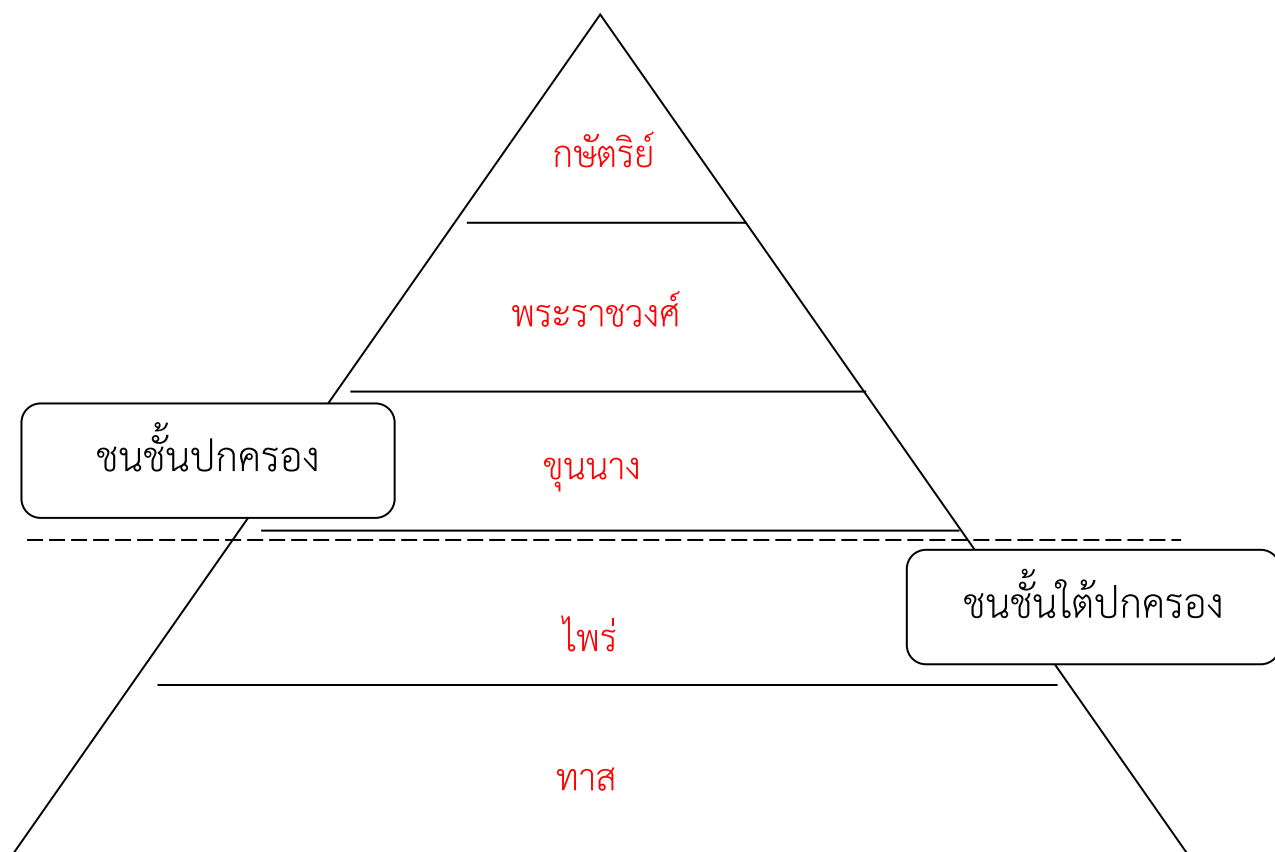 กษัตริย์
พระราชวงศ์
ชนชั้นปกครอง
ขุนนาง
ชนชั้นใต้ปกครอง
ไพร่
ทาส